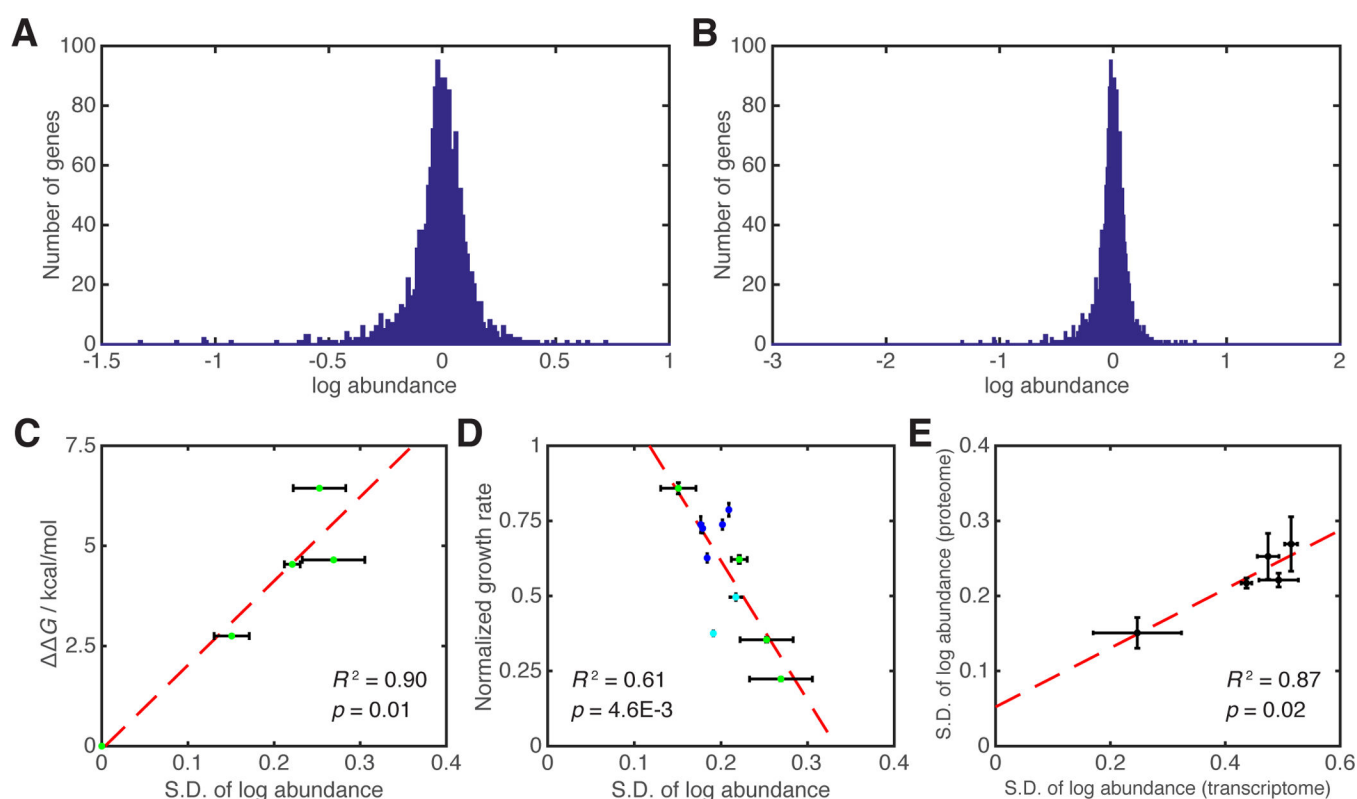 A
100
80
60
40
20
0
Number of genes
-1.5
-1
-0.5
0
0.5
1
log abundance
B
100
80
60
40
20
0
Number of genes
-3
-2
-1
0
1
2
log abundance
C
7.5
5
2.5
0
ΔΔG / kcal/mol
R² = 0.90
p = 0.01
0
0.1
0.2
0.3
0.4
S.D. of log abundance
D
1
0.75
0.5
0.25
0
Normalized growth rate
R² = 0.61
p = 4.6E-3
0
0.1
0.2
0.3
0.4
S.D. of log abundance
E
0.4
0.3
0.2
0.1
0
S.D. of log abundance (proteome)
R² = 0.87
p = 0.02
0
0.2
0.4
0.6
S.D. of log abundance (transcriptome)